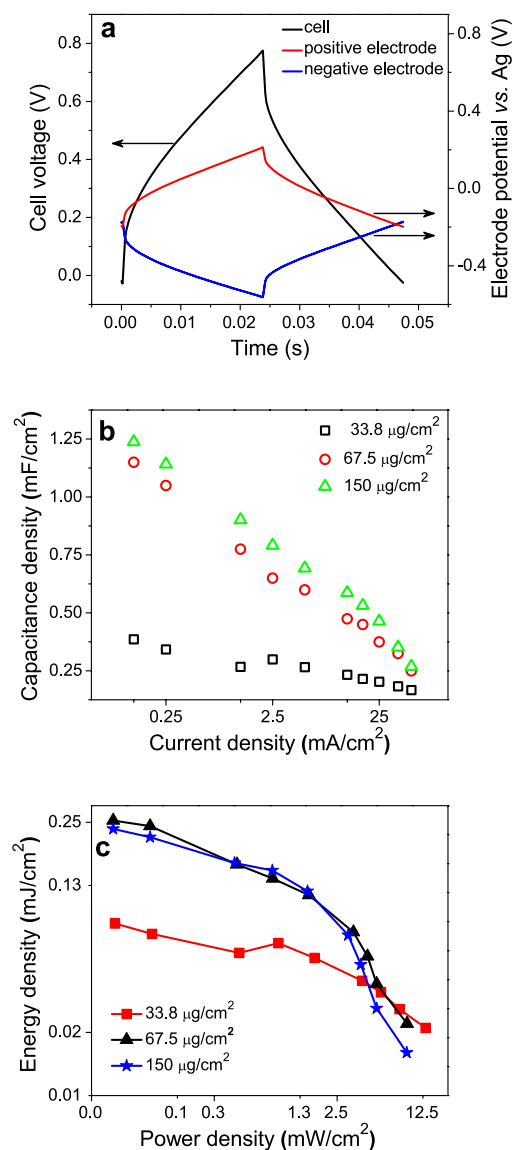 a
cell
positive electrode
negative electrode
0.8
0.6
0.4
0.2
0.0
Cell voltage (V)
0.8
0.4
0.0
-0.4
Electrode potential vs. Ag (V)
0.00 0.01 0.02 0.03 0.04 0.05
Time (s)
b
33.8 µg/cm²
67.5 µg/cm²
150 µg/cm²
1.25
1.00
0.75
0.50
0.25
Capacitance density (mF/cm²)
0.25 2.5 25
Current density (mA/cm²)
c
0.25
0.13
0.02
0.01
Energy density (mJ/cm²)
33.8 µg/cm²
67.5 µg/cm²
150 µg/cm²
0.0 0.1 0.3 1.3 2.5 12.5
Power density (mW/cm²)